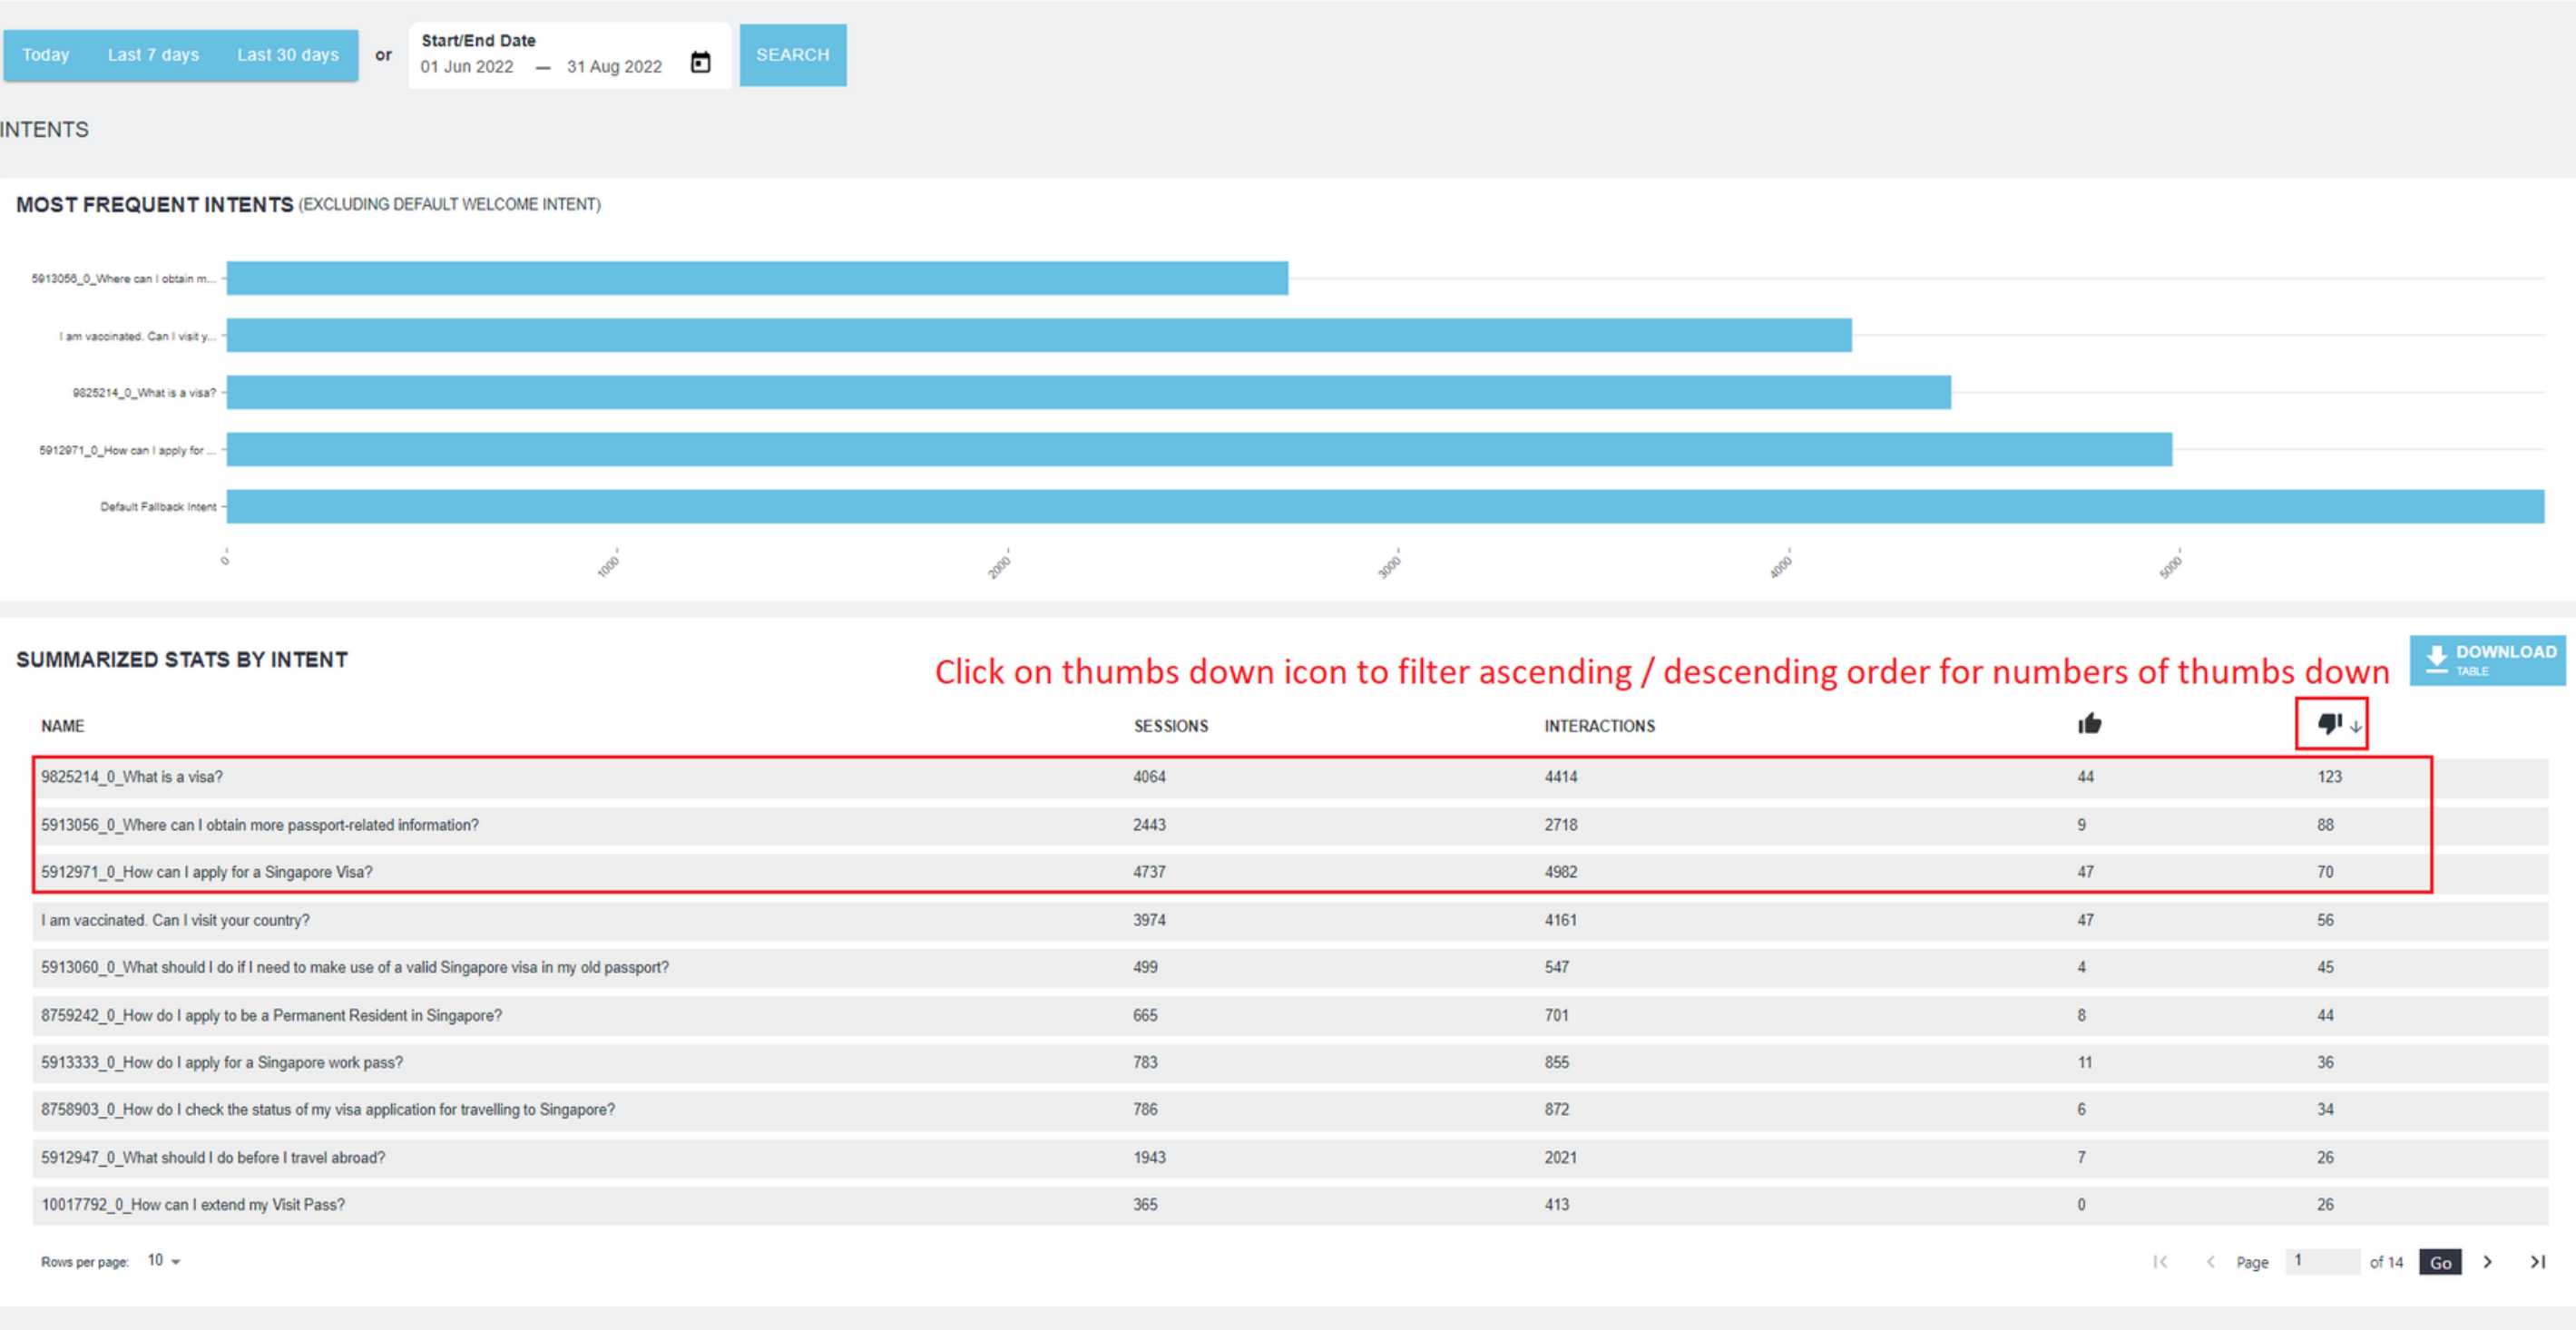 Today Last 7 days Last 30 days or Start/End Date 01 Jun 2022 — 31 Aug 2022 SEARCH
INTENTS
MOST FREQUENT INTENTS (EXCLUDING DEFAULT WELCOME INTENT)
5913056_0_Where can I obtain m...
I am vaccinated. Can I visit y...
9825214_0_What is a visa?
5912971_0_How can I apply for ...
Default Fallback Intent
0 1000 2000 3000 4000 5000
SUMMARIZED STATS BY INTENT
Click on thumbs down icon to filter ascending / descending order for numbers of thumbs down
DOWNLOAD
TABLE
NAME SESSIONS INTERACTIONS
9825214_0_What is a visa? 4064 4414 44 123
5913056_0_Where can I obtain more passport-related information? 2443 2718 9 88
5912971_0_How can I apply for a Singapore Visa? 4737 4982 47 70
I am vaccinated. Can I visit your country? 3974 4161 47 56
5913060_0_What should I do if I need to make use of a valid Singapore visa in my old passport? 499 547 4 45
8759242_0_How do I apply to be a Permanent Resident in Singapore? 665 701 8 44
5913333_0_How do I apply for a Singapore work pass? 783 855 11 36
8758903_0_How do I check the status of my visa application for travelling to Singapore? 786 872 6 34
5912947_0_What should I do before I travel abroad? 1943 2021 7 26
10017792_0_How can I extend my Visit Pass? 365 413 0 26
Rows per page: 10 Page 1 of 14 Go